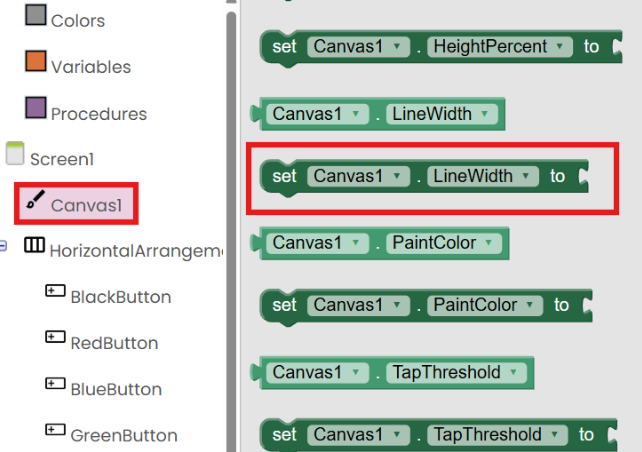 Colors
Variables
Procedures
Screen1
Canvas1
HorizontalArrangem
BlackButton
RedButton
BlueButton
GreenButton
set Canvas1 . HeightPercent to
Canvas1 . LineWidth
set Canvas1 . LineWidth to
Canvas1 . PaintColor
set Canvas1 . PaintColor to
Canvas1 . TapThreshold
set Canvas1 . TapThreshold to